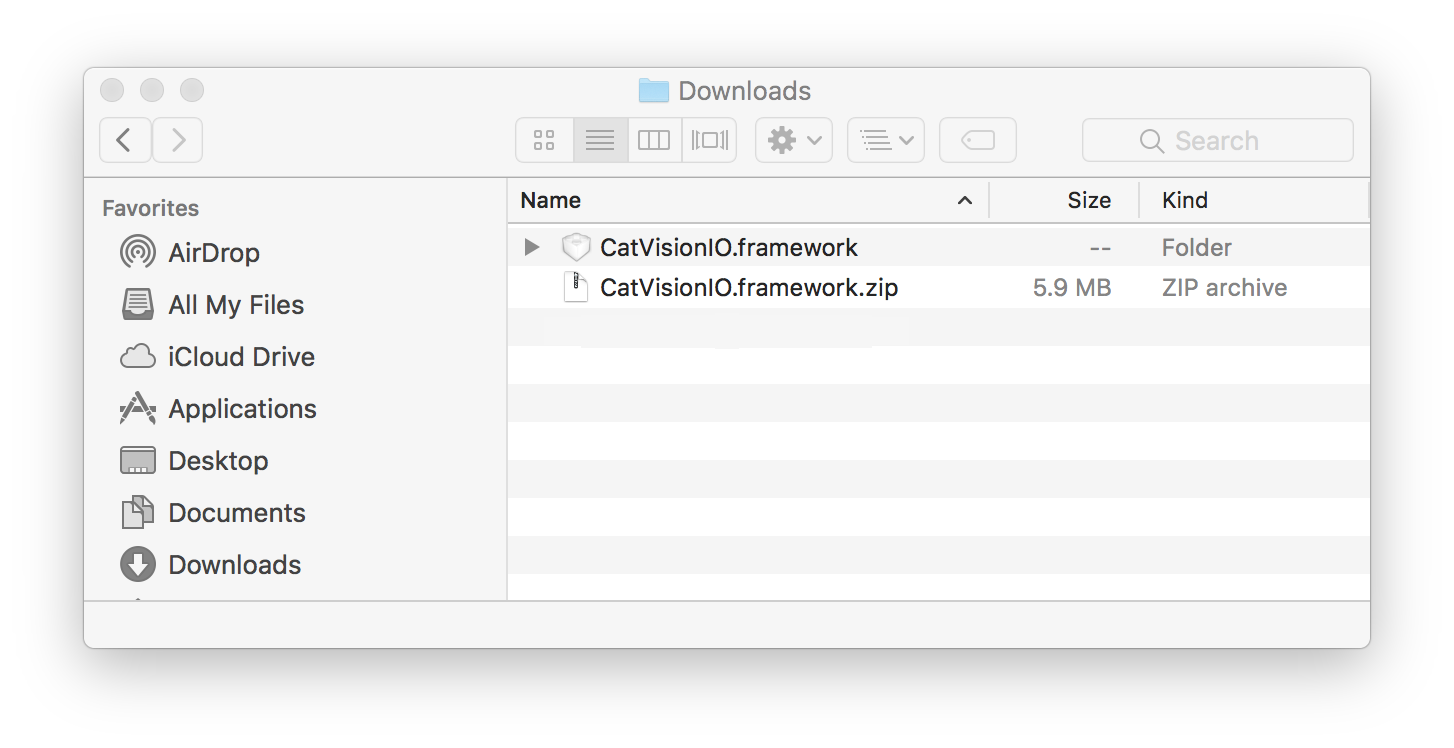 Downloads
Search
Favorites
AirDrop
All My Files
iCloud Drive
Applications
Desktop
Documents
Downloads
Name Size Kind
CatVisionIO.framework -- Folder
CatVisionIO.framework.zip 5.9 MB ZIP archive